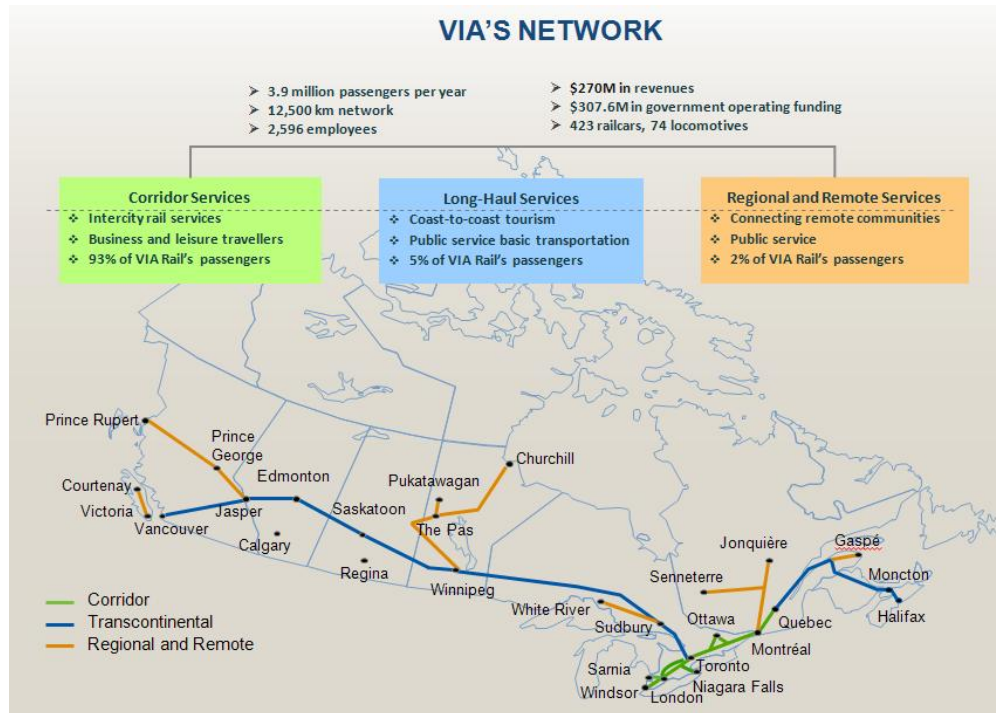 VIA'S NETWORK
➢ 3.9 million passengers per year
➢ 12,500 km network
➢ 2,596 employees
➢ $270M in revenues
➢ $307.6M in government operating funding
➢ 423 railcars, 74 locomotives
Corridor Services
❖ Intercity rail services
❖ Business and leisure travellers
❖ 93% of VIA Rail's passengers
Long-Haul Services
❖ Coast-to-coast tourism
❖ Public service basic transportation
❖ 5% of VIA Rail's passengers
Regional and Remote Services
❖ Connecting remote communities
❖ Public service
❖ 2% of VIA Rail's passengers
Prince Rupert
Prince
George
Courtenay
Victoria
Vancouver
Jasper
Edmonton
Calgary
Saskatoon
Regina
Pukatawagan
The Pas
Churchill
Winnipeg
White River
Sudbury
Senneterre
Jonquière
Ottawa
Gaspé
Moncton
Halifax
Quebec
Montréal
Toronto
Niagara Falls
Sarnia
Windsor
London
Corridor
Transcontinental
Regional and Remote